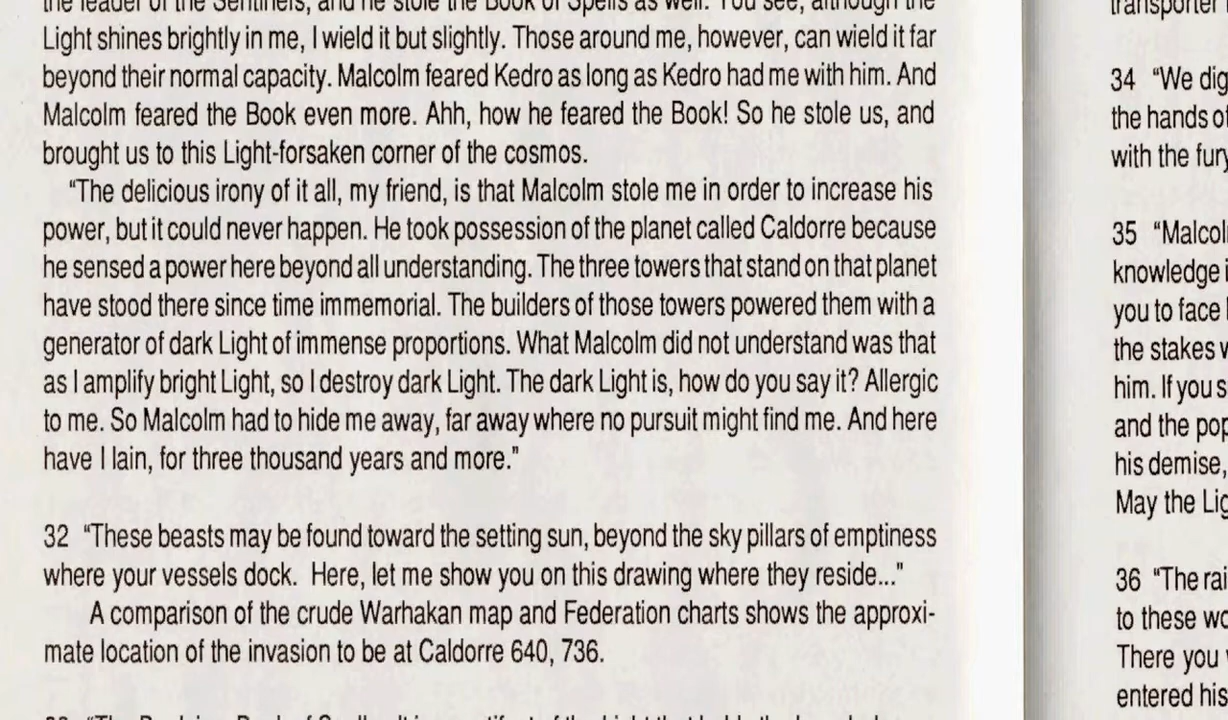 the leader of the Sentinels, and he stole the Book of Spells as well. You see, although the
Light shines brightly in me, I wield it but slightly. Those around me, however, can wield it far
beyond their normal capacity. Malcolm feared Kedro as long as Kedro had me with him. And
Malcolm feared the Book even more. Ahh, how he feared the Book! So he stole us, and
brought us to this Light-forsaken corner of the cosmos.
"The delicious irony of it all, my friend, is that Malcolm stole me in order to increase his
power, but it could never happen. He took possession of the planet called Caldorre because
he sensed a power here beyond all understanding. The three towers that stand on that planet
have stood there since time immemorial. The builders of those towers powered them with a
generator of dark Light of immense proportions. What Malcolm did not understand was that
as I amplify bright Light, so I destroy dark Light. The dark Light is, how do you say it? Allergic
to me. So Malcolm had to hide me away, far away where no pursuit might find me. And here
have I lain, for three thousand years and more."
32 "These beasts may be found toward the setting sun, beyond the sky pillars of emptiness
where your vessels dock. Here, let me show you on this drawing where they reside..."
A comparison of the crude Warhakan map and Federation charts shows the approxi-
mate location of the invasion to be at Caldorre 640, 736.
transporter
34 "We dig
the hands of
with the fury
35 "Malcol
knowledge i
you to face
the stakes w
him. If you s
and the pop
his demise,
May the Lig
36 "The rai
to these wo
There you
entered his